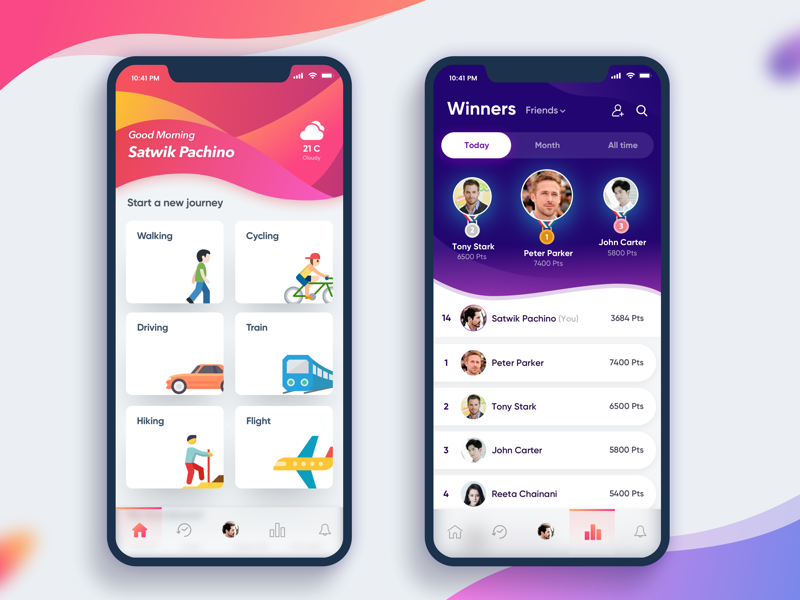 10:41 PM
Good Morning
Satwik Pachino
21 C
Cloudly
Start a new journey
Walking
Cycling
Driving
Train
Hiking
Flight
10:41 PM
Winners
Friends
Today
Month
All time
2
1
3
Tony Stark
6500 Pts
Peter Parker
7400 Pts
John Carter
5800 Pts
14 Satwik Pachino (You) 3684 Pts
1 Peter Parker 7400 Pts
2 Tony Stark 6500 Pts
3 John Carter 5800 Pts
4 Reeta Chainani 5400 Pts